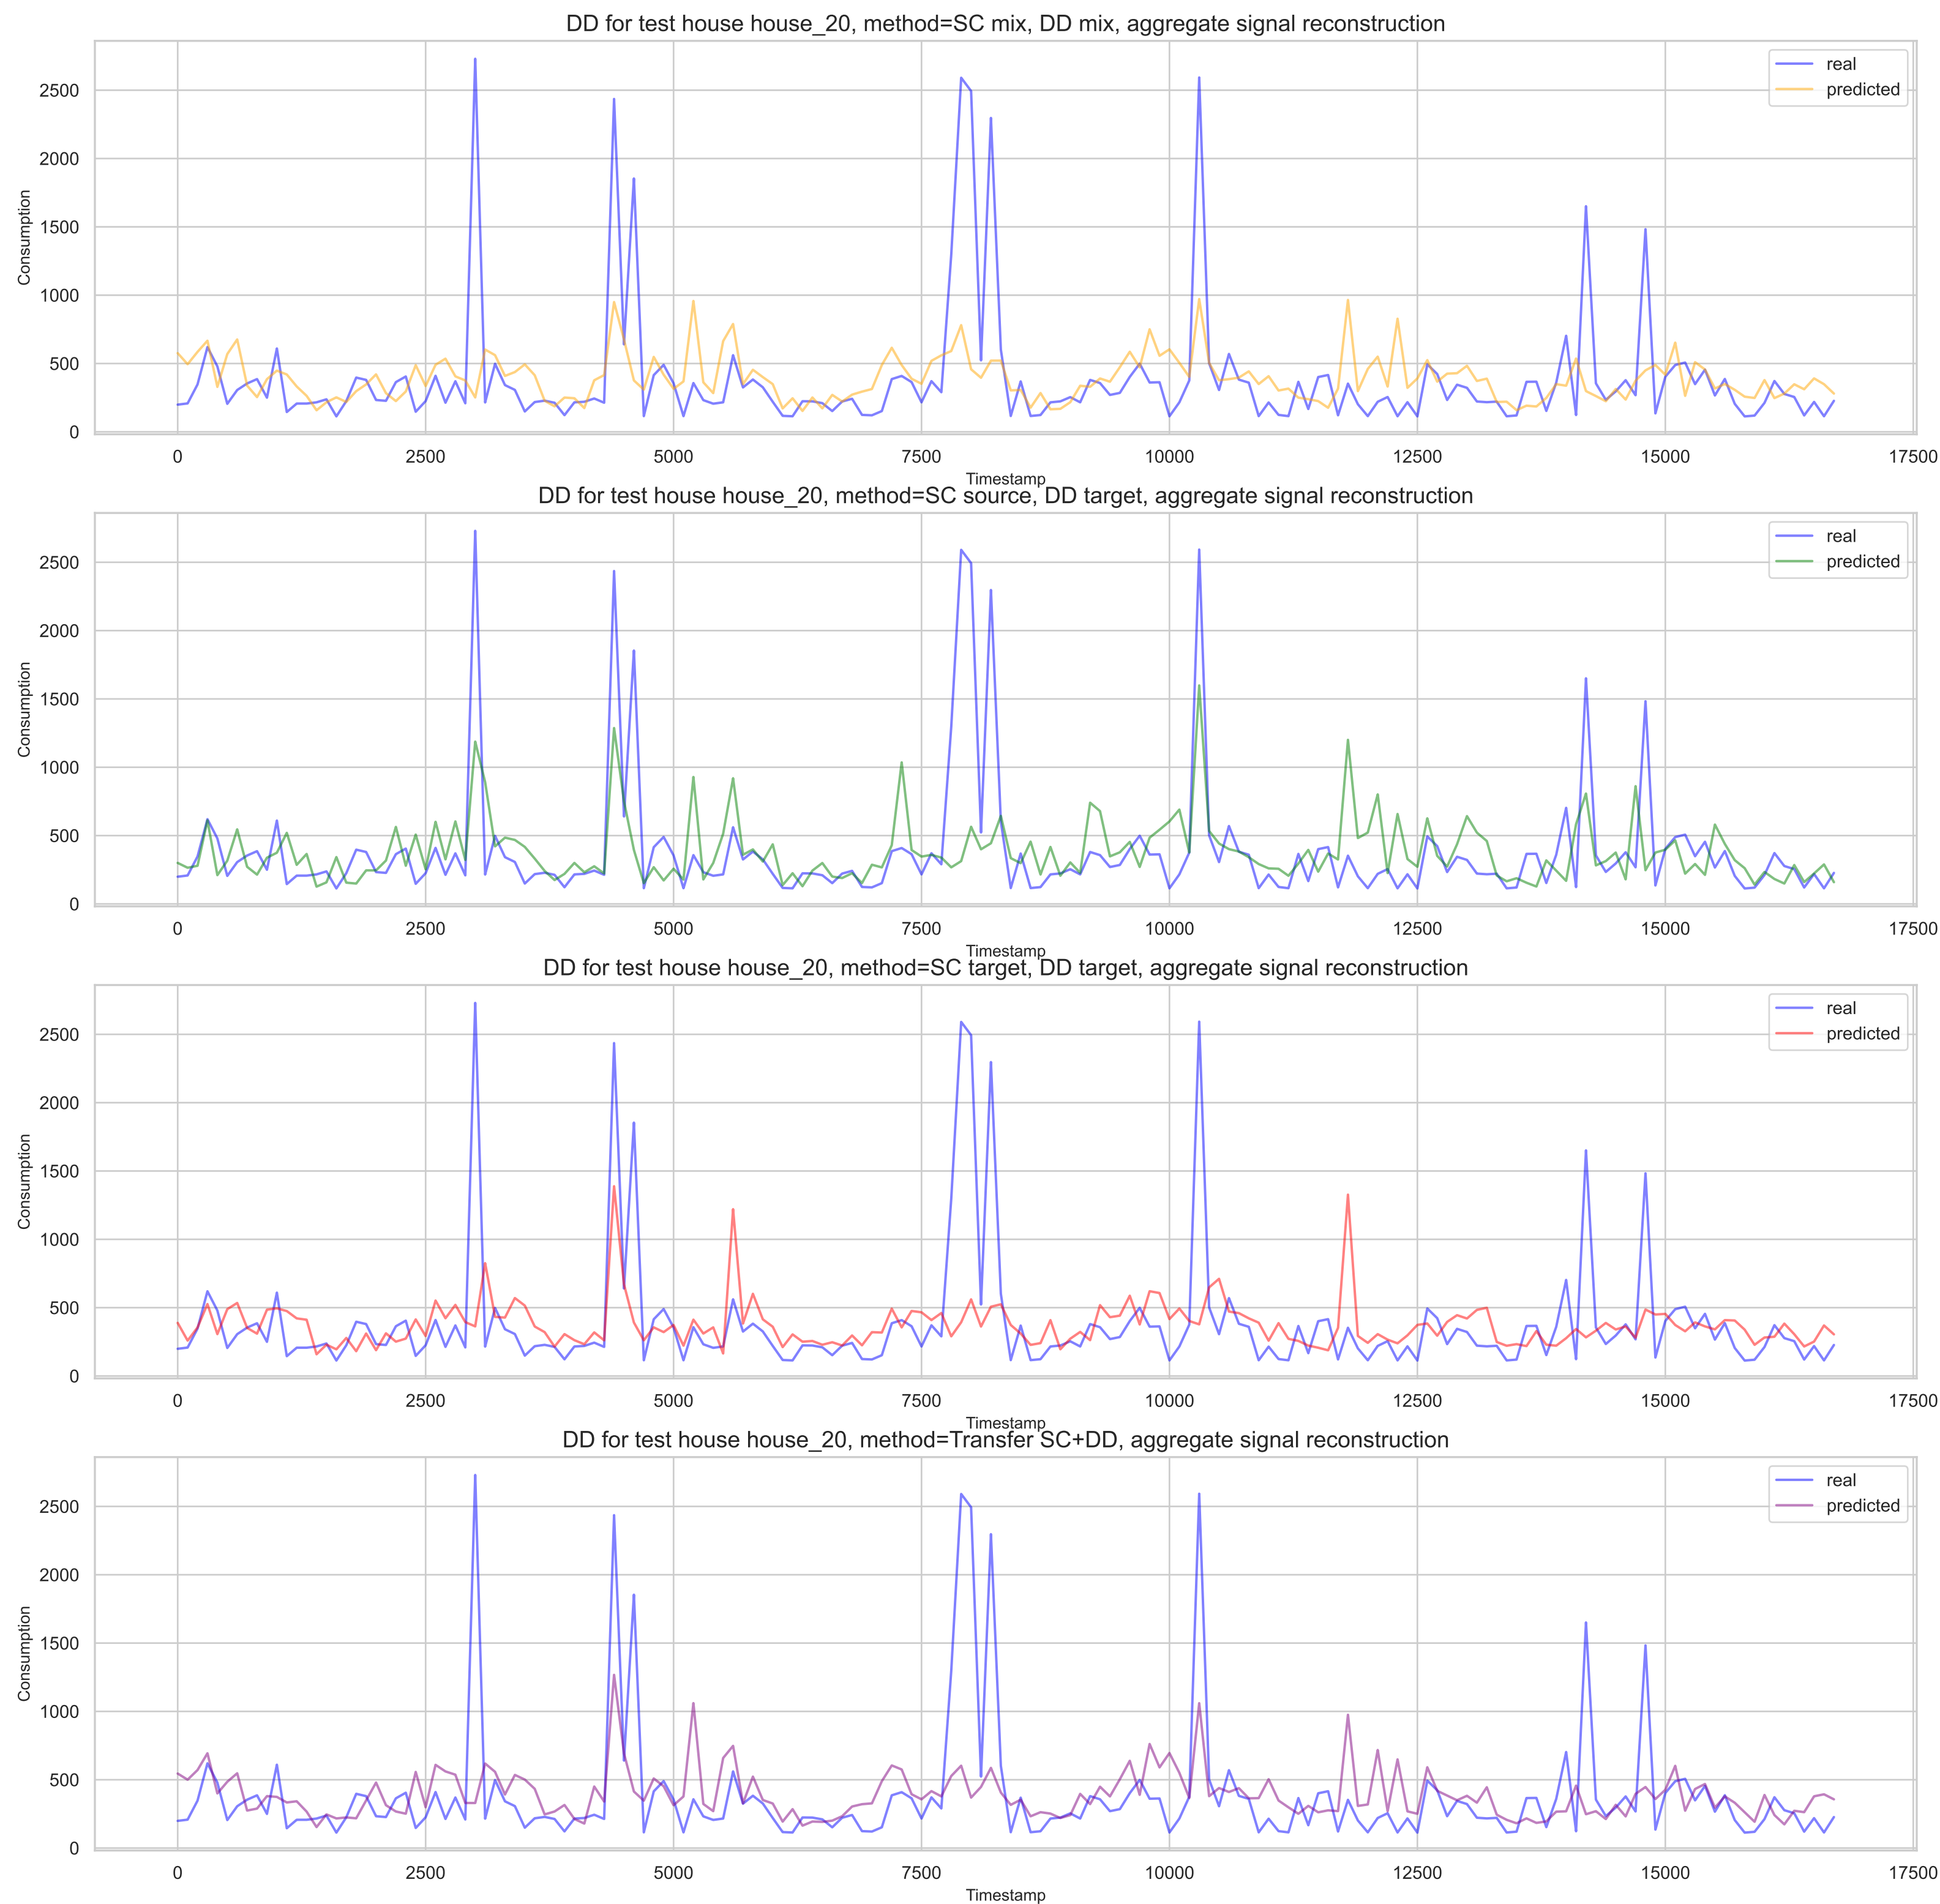 DD for test house house_20, method=SC mix, DD mix, aggregate signal reconstruction
real
predicted
2500
2000
1500
1000
500
0
Consumption
0 2500 5000 7500 10000 12500 15000 17500
Timestamp
DD for test house house_20, method=SC source, DD target, aggregate signal reconstruction
real
predicted
2500
2000
1500
1000
500
0
Consumption
0 2500 5000 7500 10000 12500 15000 17500
Timestamp
DD for test house house_20, method=SC target, DD target, aggregate signal reconstruction
real
predicted
2500
2000
1500
1000
500
0
Consumption
0 2500 5000 7500 10000 12500 15000 17500
Timestamp
DD for test house house_20, method=Transfer SC+DD, aggregate signal reconstruction
real
predicted
2500
2000
1500
1000
500
0
Consumption
0 2500 5000 7500 10000 12500 15000 17500
Timestamp